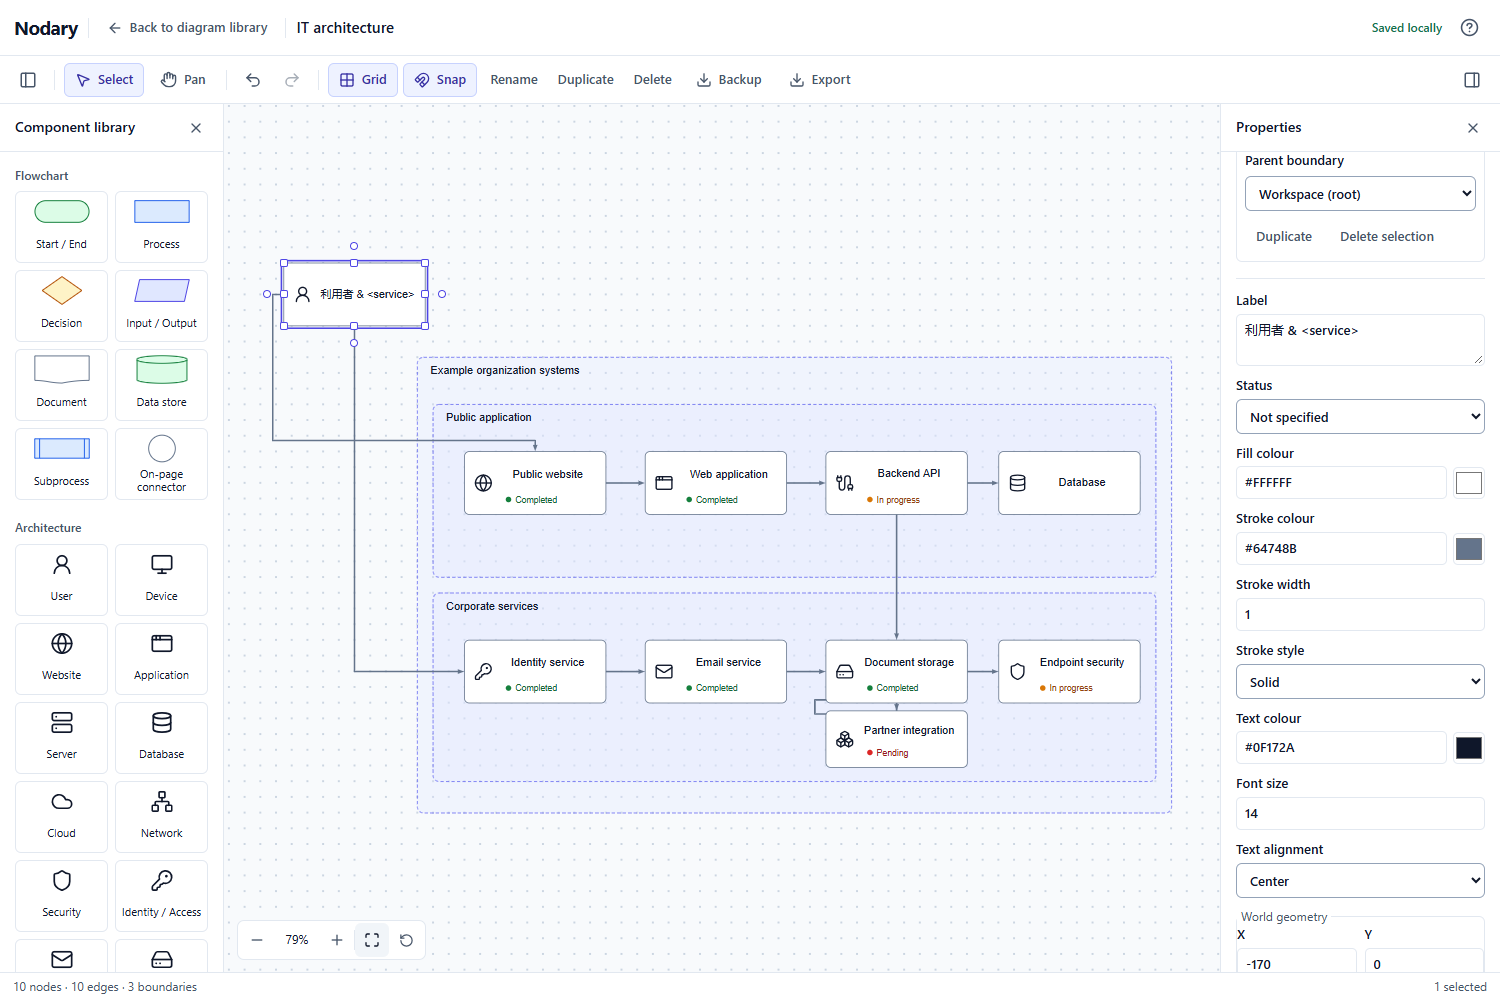 Nodary
Back to diagram library
IT architecture
Saved locally
Select
Pan
Grid
Snap
Rename
Duplicate
Delete
Backup
Export
Component library
Flowchart
Start / End
Process
Decision
Input / Output
Document
Data store
Subprocess
On-page
connector
Architecture
User
Device
Website
Application
Server
Database
Cloud
Network
Security
Identity / Access
利用者 & <service>
Example organization systems
Public application
Public website
Completed
Web application
Completed
Backend API
In progress
Database
Corporate services
Identity service
Completed
Email service
Completed
Document storage
Completed
Endpoint security
In progress
Partner integration
Pending
79%
Properties
Parent boundary
Workspace (root)
Duplicate
Delete selection
Label
利用者 & <service>
Status
Not specified
Fill colour
#FFFFFF
Stroke colour
#64748B
Stroke width
1
Stroke style
Solid
Text colour
#0F172A
Font size
14
Text alignment
Center
World geometry
X
Y
-170
0
10 nodes · 10 edges · 3 boundaries
1 selected